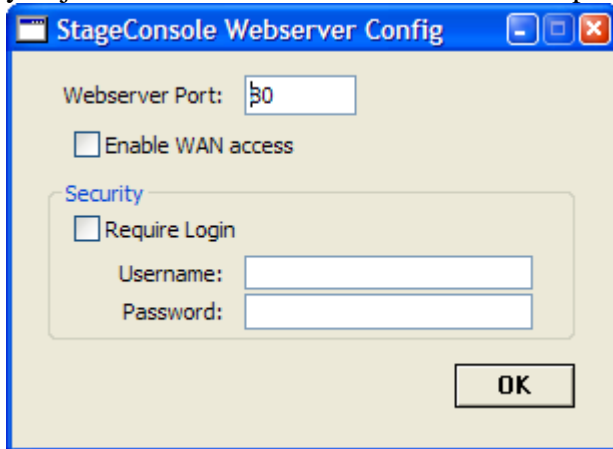 StageConsole Webserver Config
Webserver Port: 80
Enable WAN access
Security
Require Login
Username:
Password:
OK